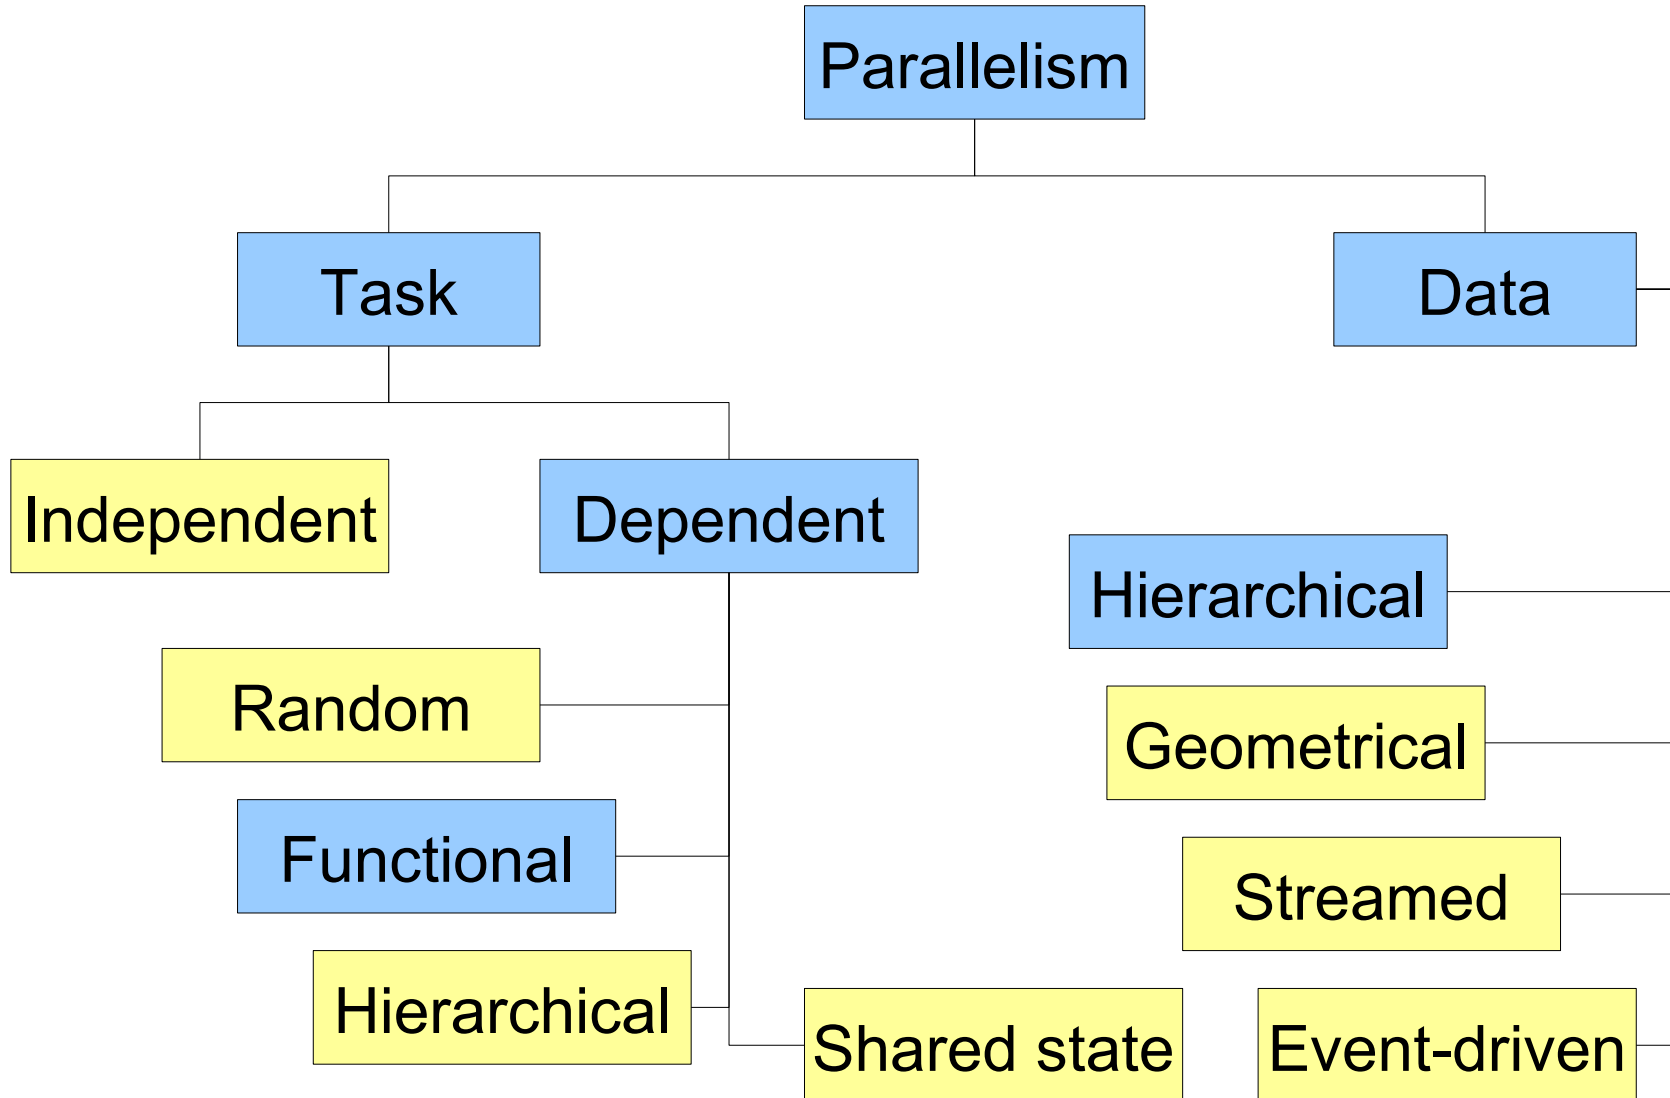 Parallelism
Task
Data
Independent
Dependent
Hierarchical
Random
Geometrical
Functional
Streamed
Hierarchical
Shared state
Event-driven